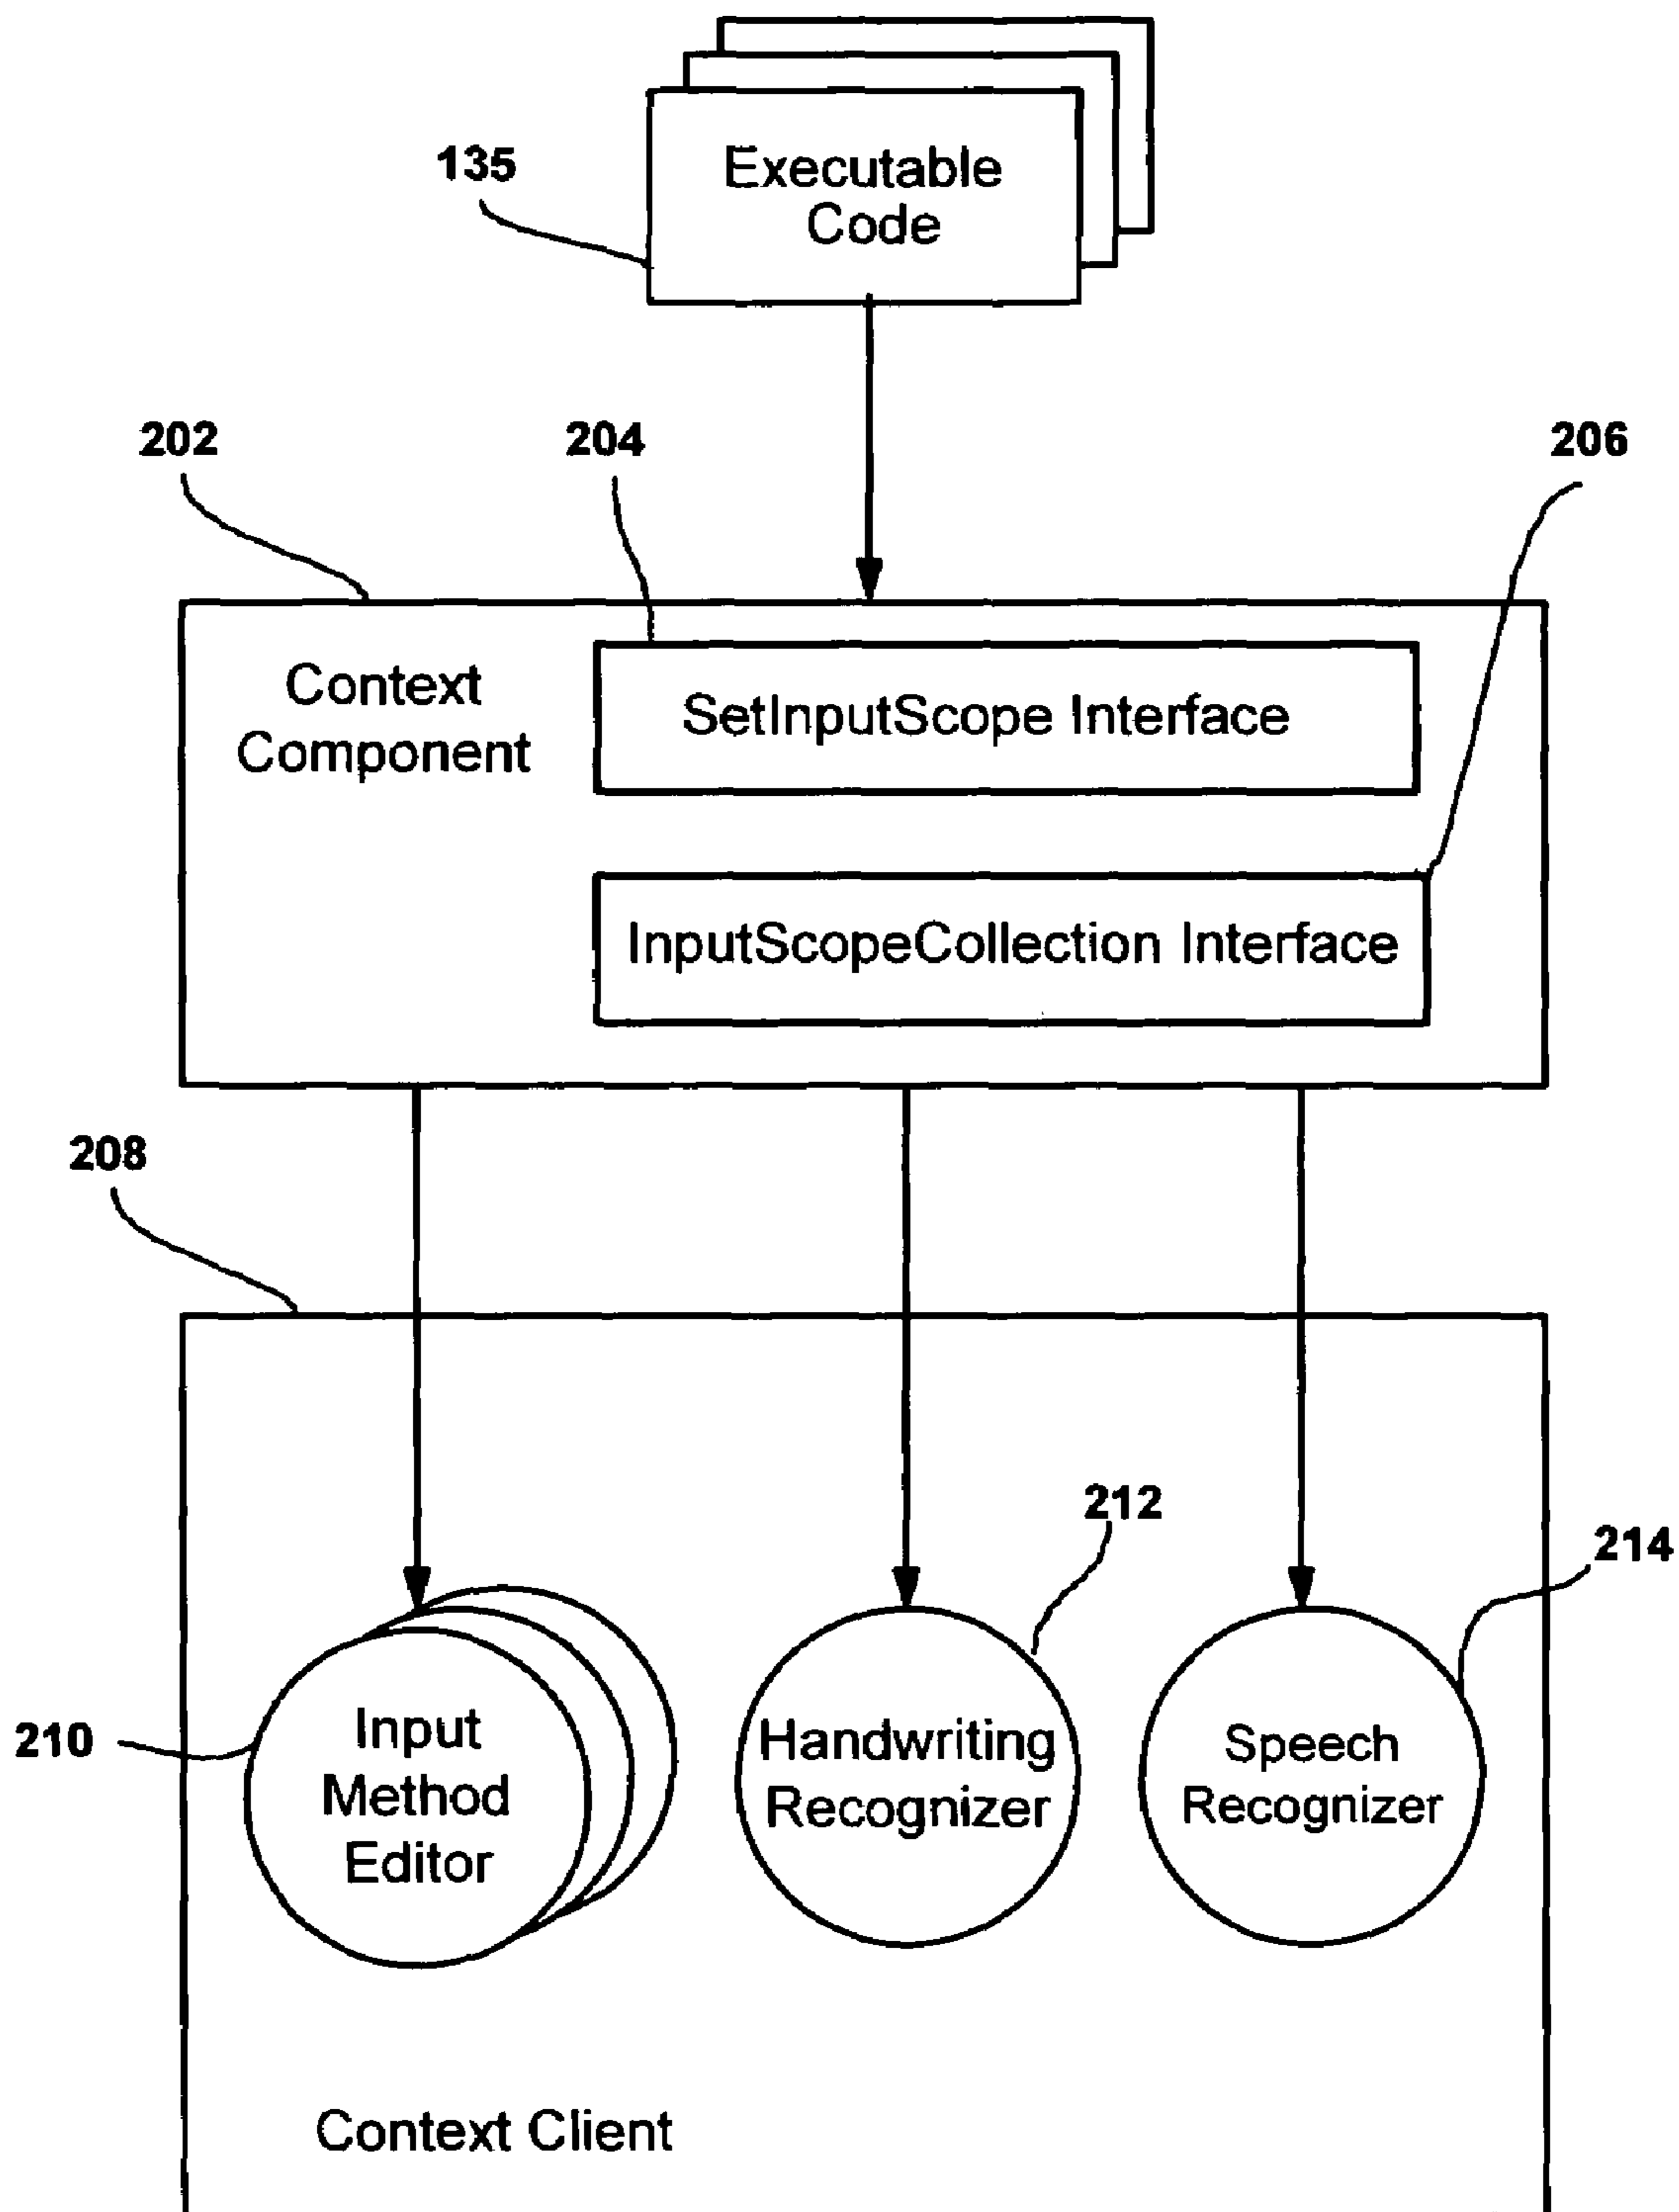 135
Executable
Code
202
204
206
Context
Component
SetInputScope Interface
InputScopeCollection Interface
208
212
214
210
Input
Method
Editor
Handwriting
Recognizer
Speech
Recognizer
Context Client